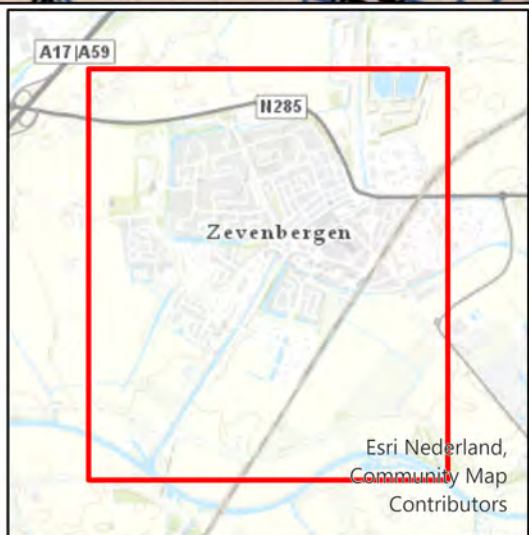 A17|A59
N285
Zevenbergen
Esri Nederland,
Community Map
Contributors